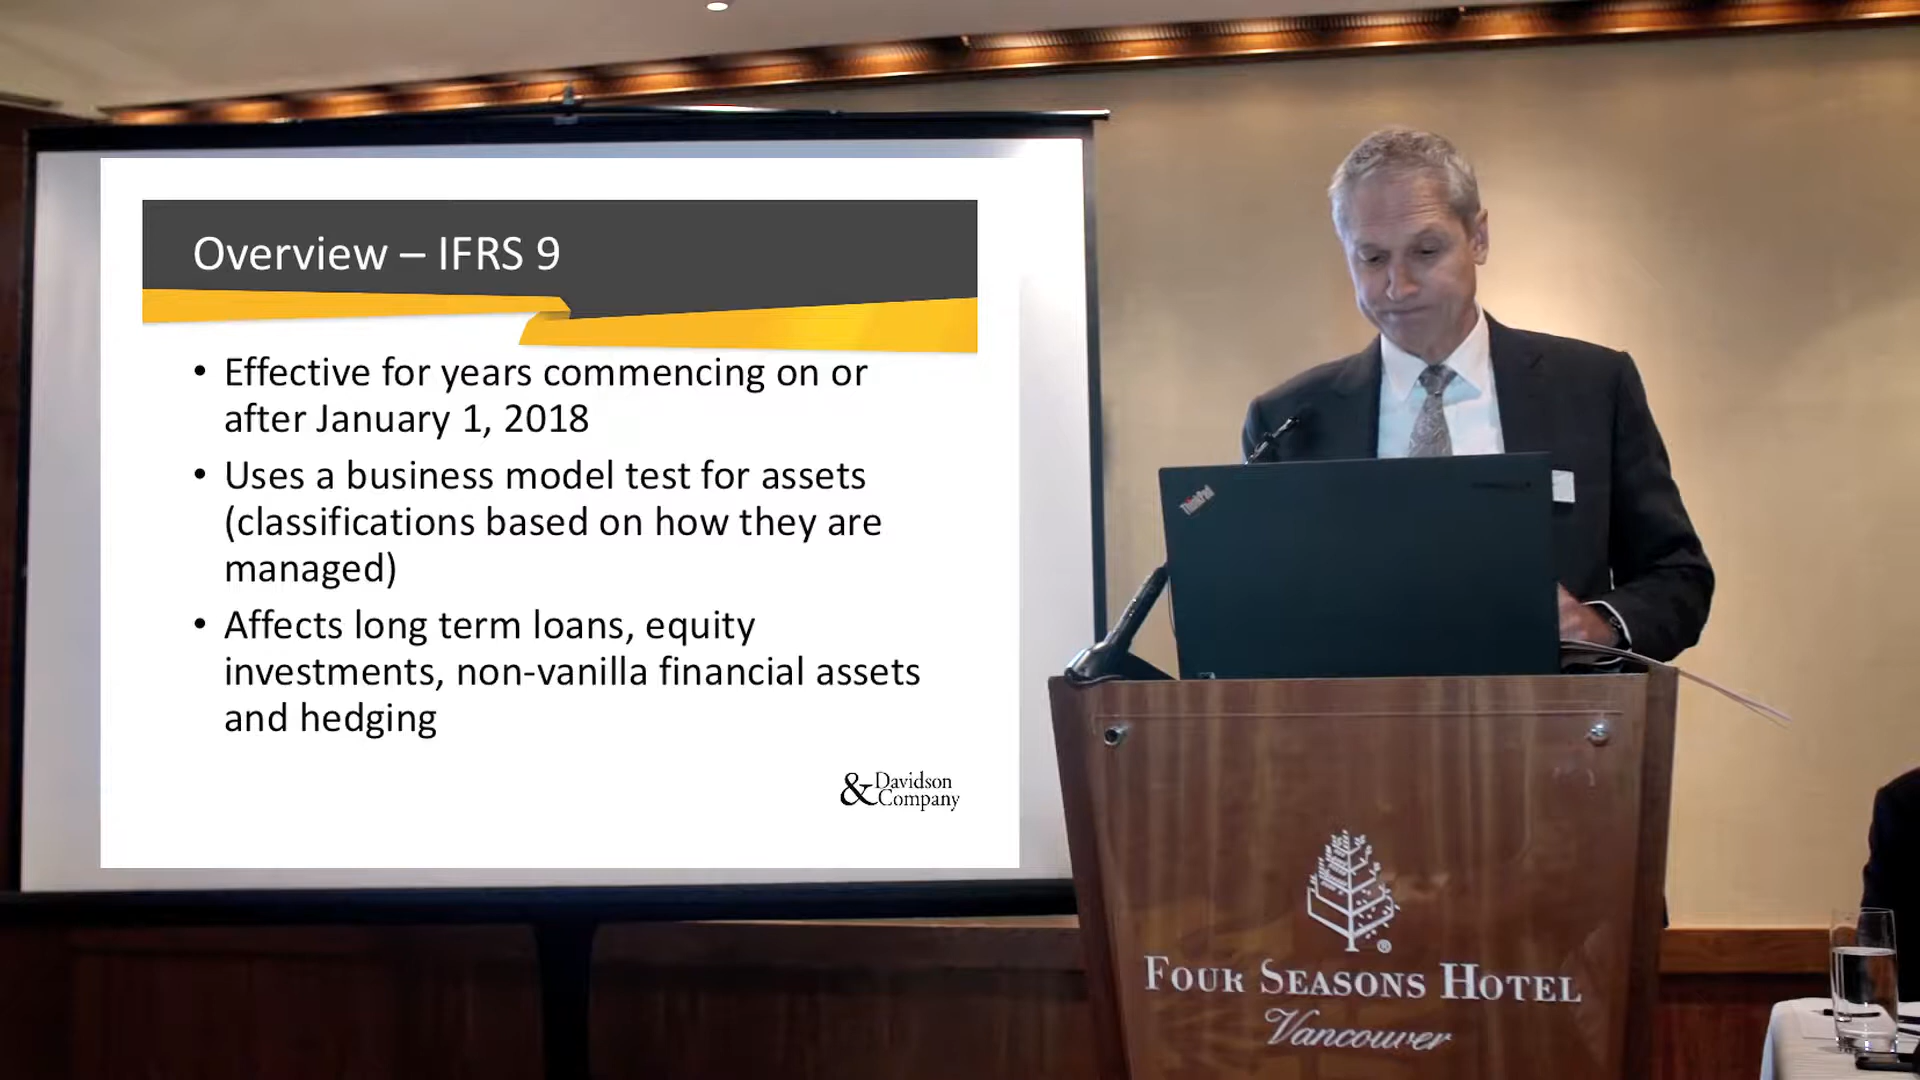 Overview – IFRS 9
• Effective for years commencing on or
after January 1, 2018
• Uses a business model test for assets
(classifications based on how they are
managed)
• Affects long term loans, equity
investments, non-vanilla financial assets
and hedging
& Davidson
Company
ThinkPad
®
FOUR SEASONS HOTEL
Vancouver